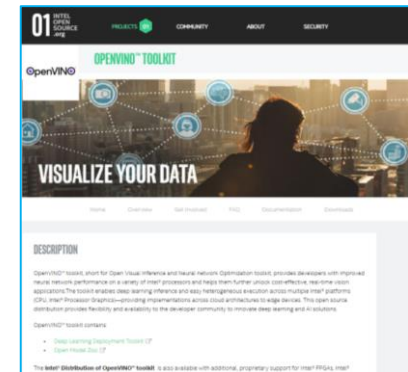 01 INTEL
OPEN
SOURCE
.org
PROJECTS 01 COMMUNITY ABOUT SECURITY
OpenVINO
OPENVINO™ TOOLKIT
VISUALIZE YOUR DATA
Home Overview Get Involved FAQ Documentation Downloads
DESCRIPTION
OpenVINO™ toolkit, short for Open Visual Inference and Neural network Optimization toolkit, provides developers with improved
neural network performance on a variety of Intel® processors and helps them further unlock cost-effective, real-time vision
applications.The toolkit enables deep learning inference and easy heterogeneous execution across multiple Intel® platforms
(CPU, Intel® Processor Graphics)—providing implementations across cloud architectures to edge devices. This open source
distribution provides flexibility and availability to the developer community to innovate deep learning and AI solutions.
OpenVINO™ toolkit contains:
Deep Learning Deployment Toolkit
Open Model Zoo
The Intel® Distribution of OpenVINO™ toolkit is also available with additional, proprietary support for Intel® FPGAs, Intel®